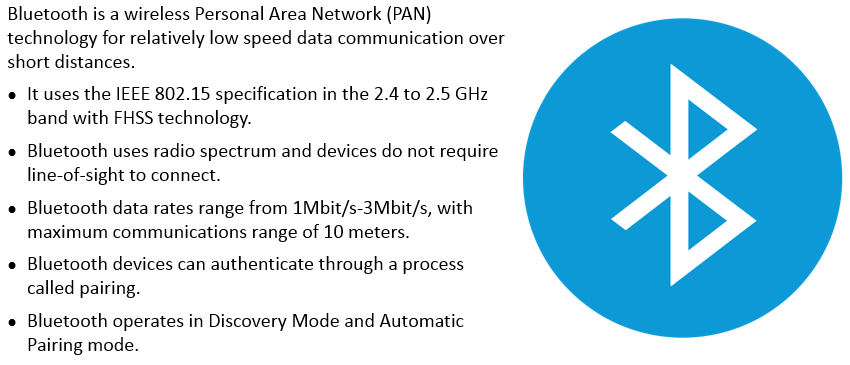 Bluetooth is a wireless Personal Area Network (PAN)
technology for relatively low speed data communication over
short distances.
• It uses the IEEE 802.15 specification in the 2.4 to 2.5 GHz
band with FHSS technology.
• Bluetooth uses radio spectrum and devices do not require
line-of-sight to connect.
• Bluetooth data rates range from 1Mbit/s-3Mbit/s, with
maximum communications range of 10 meters.
• Bluetooth devices can authenticate through a process
called pairing.
• Bluetooth operates in Discovery Mode and Automatic
Pairing mode.